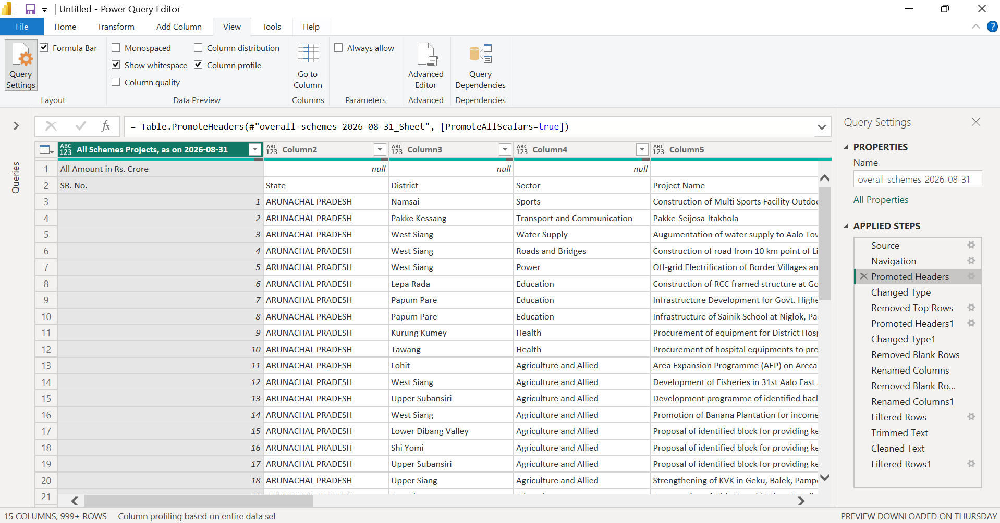 Untitled - Power Query Editor
File Home Transform Add Column View Tools Help
Query Settings
Formula Bar
Layout
Monospaced
Show whitespace
Column quality
Column distribution
Column profile
Data Preview
Go to Column
Columns
Always allow
Parameters
Advanced Editor
Advanced
Query Dependencies
Dependencies
Queries
fx
= Table.PromoteHeaders(#"overall-schemes-2026-08-31_Sheet", [PromoteAllScalars=true])
ABC 123 All Schemes Projects, as on 2026-08-31 ABC 123 Column2 ABC 123 Column3 ABC 123 Column4 ABC 123 Column5
1 All Amount in Rs. Crore null null null
2 SR. No. State District Sector Project Name
3 1 ARUNACHAL PRADESH Namsai Sports Construction of Multi Sports Facility Outdoo
4 2 ARUNACHAL PRADESH Pakke Kessang Transport and Communication Pakke-Seijosa-Itakhola
5 3 ARUNACHAL PRADESH West Siang Water Supply Augumentation of water supply to Aalo Tow
6 4 ARUNACHAL PRADESH West Siang Roads and Bridges Construction of road from 10 km point of Li
7 5 ARUNACHAL PRADESH West Siang Power Off-grid Electrification of Border Villages an
8 6 ARUNACHAL PRADESH Lepa Rada Education Construction of RCC framed structure at Go
9 7 ARUNACHAL PRADESH Papum Pare Education Infrastructure Development for Govt. Highe
10 8 ARUNACHAL PRADESH Papum Pare Education Infrastructure of Sainik School at Niglok, Pa
11 9 ARUNACHAL PRADESH Kurung Kumey Health Procurement of equipment for District Hosp
12 10 ARUNACHAL PRADESH Tawang Health Procurement of hospital equipments to pre
13 11 ARUNACHAL PRADESH Lohit Agriculture and Allied Area Expansion Programme (AEP) on Areca
14 12 ARUNACHAL PRADESH West Siang Agriculture and Allied Development of Fisheries in 31st Aalo East
15 13 ARUNACHAL PRADESH Upper Subansiri Agriculture and Allied Development programme of identified back
16 14 ARUNACHAL PRADESH West Siang Agriculture and Allied Promotion of Banana Plantation for income
17 15 ARUNACHAL PRADESH Lower Dibang Valley Agriculture and Allied Proposal of identified block for providing ke
18 16 ARUNACHAL PRADESH Shi Yomi Agriculture and Allied Proposal of identified block for providing ke
19 17 ARUNACHAL PRADESH Upper Subansiri Agriculture and Allied Proposal of identified block for providing ke
20 18 ARUNACHAL PRADESH Upper Siang Agriculture and Allied Strengthening of KVK in Geku, Balek, Pamp
21
Query Settings
PROPERTIES
Name
overall-schemes-2026-08-31
All Properties
APPLIED STEPS
Source
Navigation
Promoted Headers
Changed Type
Removed Top Rows
Promoted Headers1
Changed Type1
Removed Blank Rows
Renamed Columns
Removed Blank Ro...
Renamed Columns1
Filtered Rows
Trimmed Text
Cleaned Text
Filtered Rows1
15 COLUMNS, 999+ ROWS Column profiling based on entire data set PREVIEW DOWNLOADED ON THURSDAY